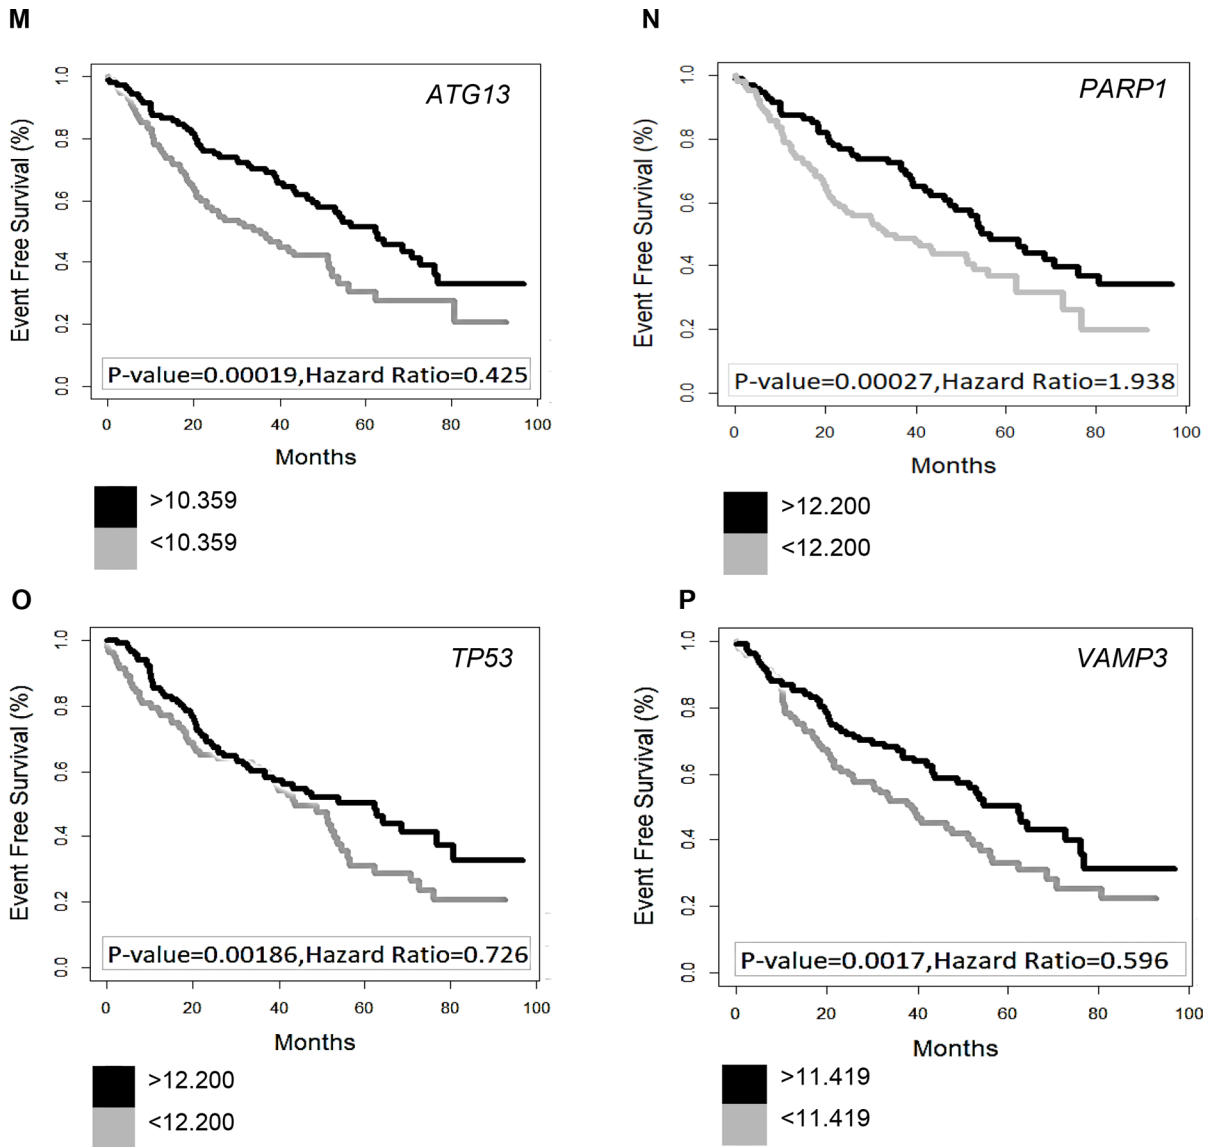 M
ATG13
Event Free Survival (%)
1.0
0.8
0.6
0.4
0.2
0.0
P-value=0.00019,Hazard Ratio=0.425
0 20 40 60 80 100
Months
>10.359
<10.359
N
PARP1
Event Free Survival (%)
1.0
0.8
0.6
0.4
0.2
0.0
P-value=0.00027,Hazard Ratio=1.938
0 20 40 60 80 100
Months
>12.200
<12.200
O
TP53
Event Free Survival (%)
1.0
0.8
0.6
0.4
0.2
0.0
P-value=0.00186,Hazard Ratio=0.726
0 20 40 60 80 100
Months
>12.200
<12.200
P
VAMP3
Event Free Survival (%)
1.0
0.8
0.6
0.4
0.2
0.0
P-value=0.0017,Hazard Ratio=0.596
0 20 40 60 80 100
Months
>11.419
<11.419